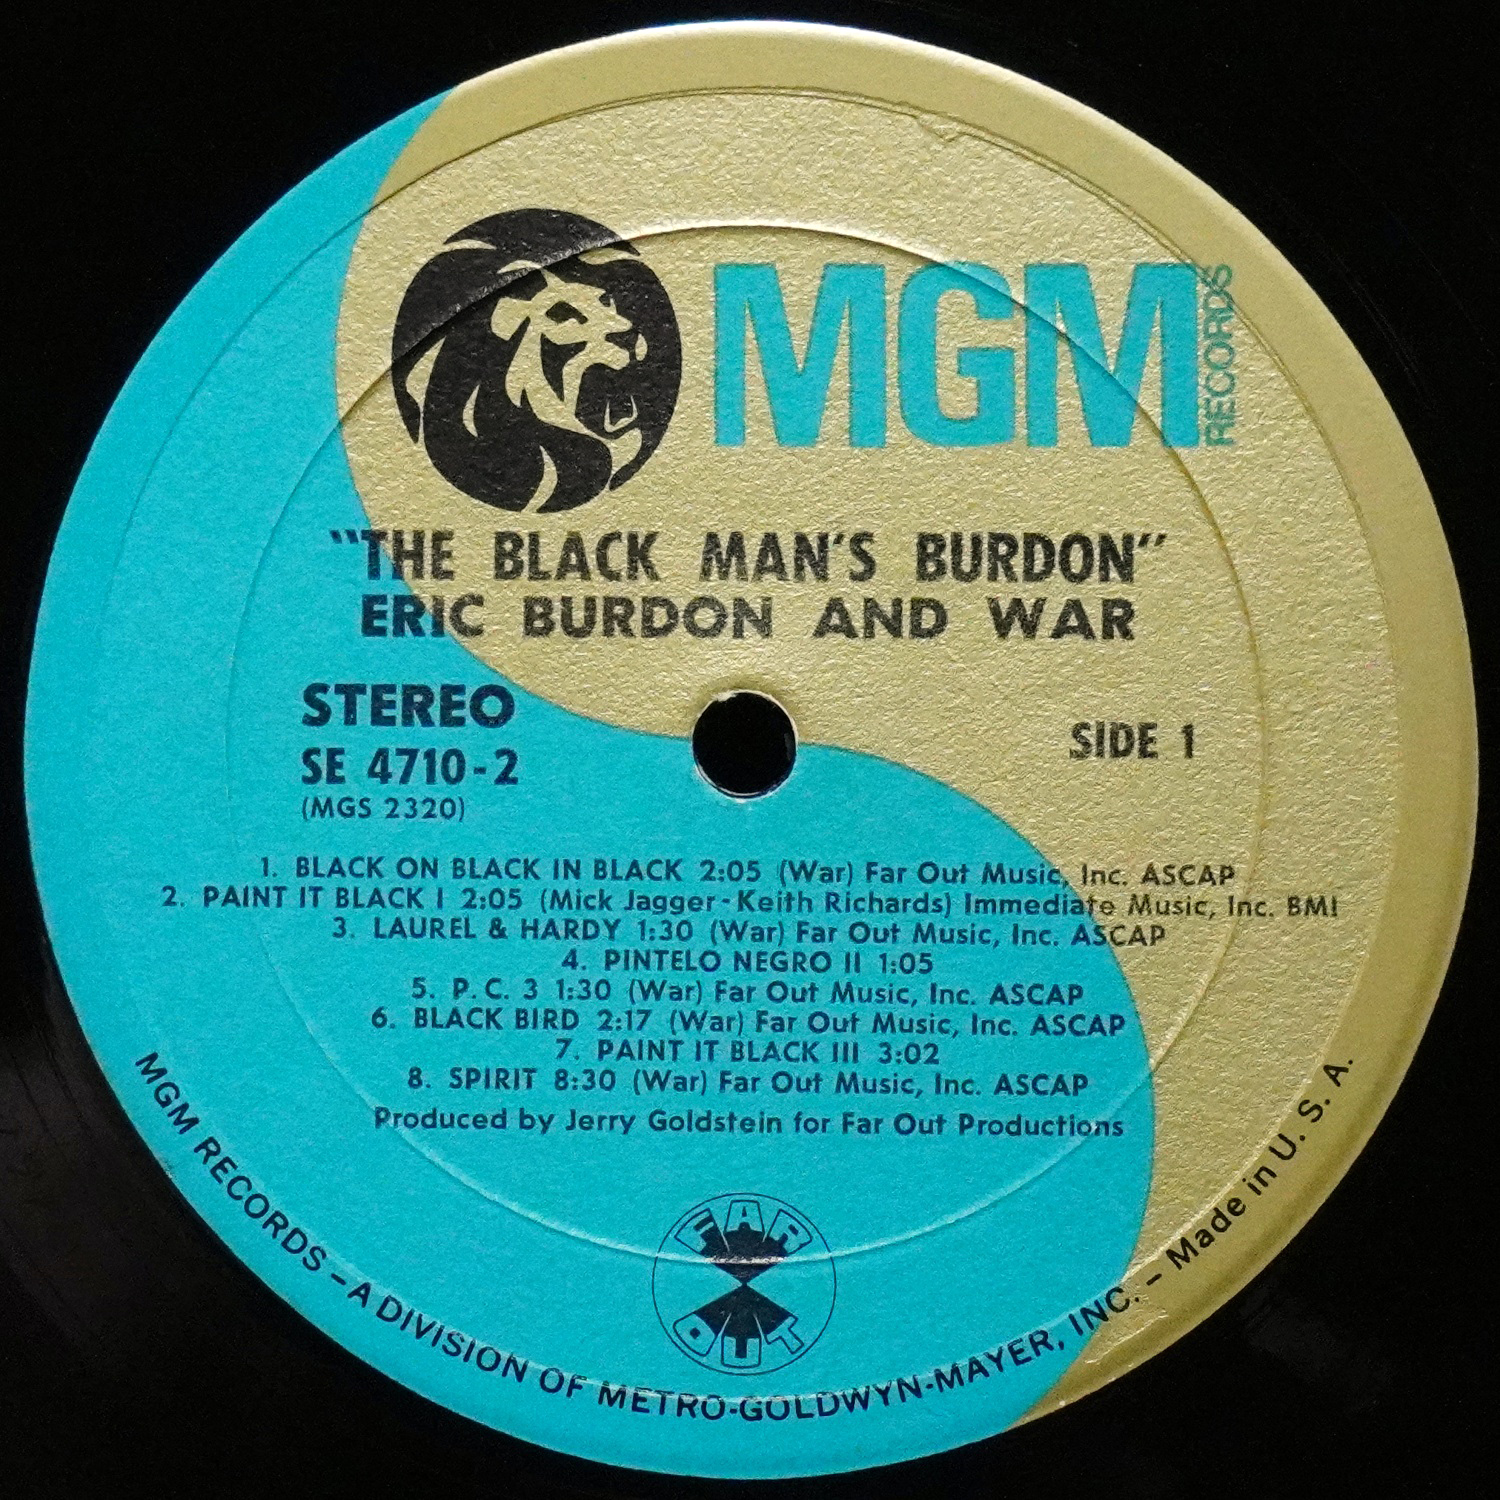 MGM RECORDS
"THE BLACK MAN'S BURDON"
ERIC BURDON AND WAR
STEREO
SE 4710-2
(MGS 2320)
SIDE 1
1. BLACK ON BLACK IN BLACK 2:05 (War) Far Out Music, Inc. ASCAP
2. PAINT IT BLACK I 2:05 (Mick Jagger-Keith Richards) Immediate Music, Inc. BMI
3. LAUREL & HARDY 1:30 (War) Far Out Music, Inc. ASCAP
4. PINTELO NEGRO II 1:05
5. P. C. 3 1:30 (War) Far Out Music, Inc. ASCAP
6. BLACK BIRD 2:17 (War) Far Out Music, Inc. ASCAP
7. PAINT IT BLACK III 3:02
8. SPIRIT 8:30 (War) Far Out Music, Inc. ASCAP
Produced by Jerry Goldstein for Far Out Productions
FAR
OUT
MGM RECORDS – A DIVISION OF METRO-GOLDWYN-MAYER, INC. – Made in U. S. A.